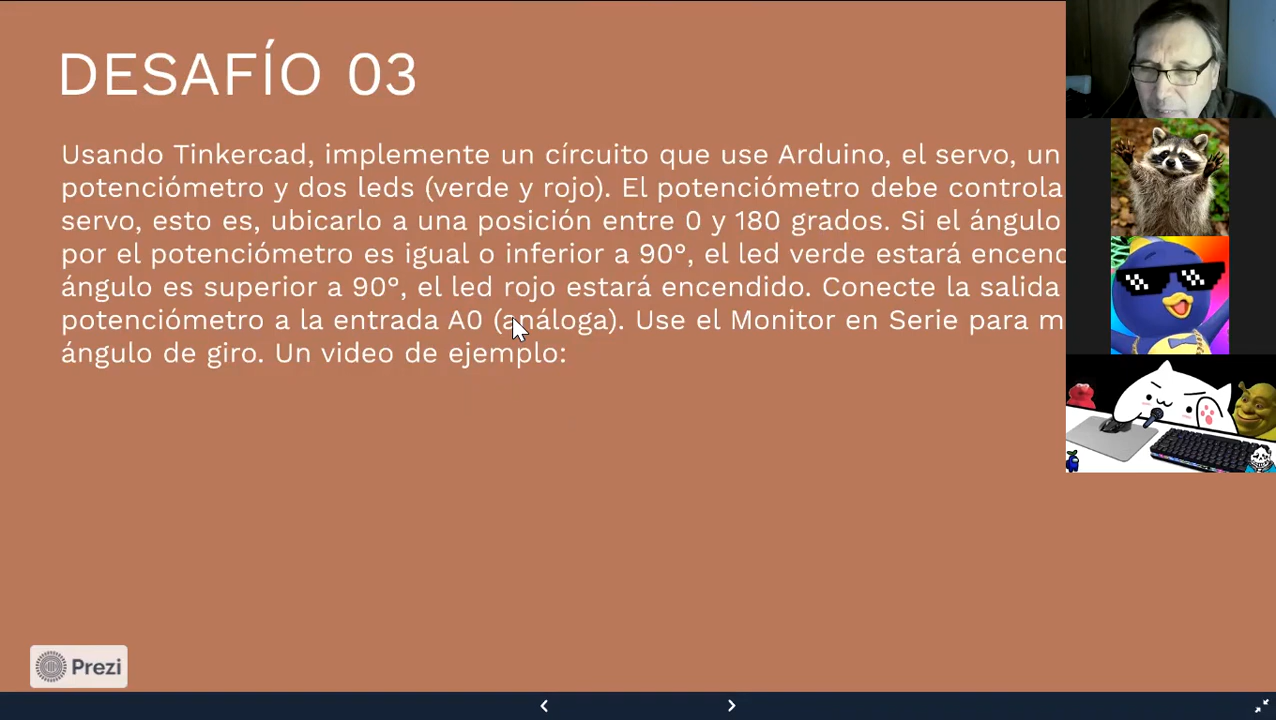 DESAFÍO 03
Usando Tinkercad, implemente un círcuito que use Arduino, el servo, un
potenciómetro y dos leds (verde y rojo). El potenciómetro debe controla
servo, esto es, ubicarlo a una posición entre 0 y 180 grados. Si el ángulo
por el potenciómetro es igual o inferior a 90°, el led verde estará encend
ángulo es superior a 90°, el led rojo estará encendido. Conecte la salida
potenciómetro a la entrada A0 (análoga). Use el Monitor en Serie para m
ángulo de giro. Un video de ejemplo:
Prezi